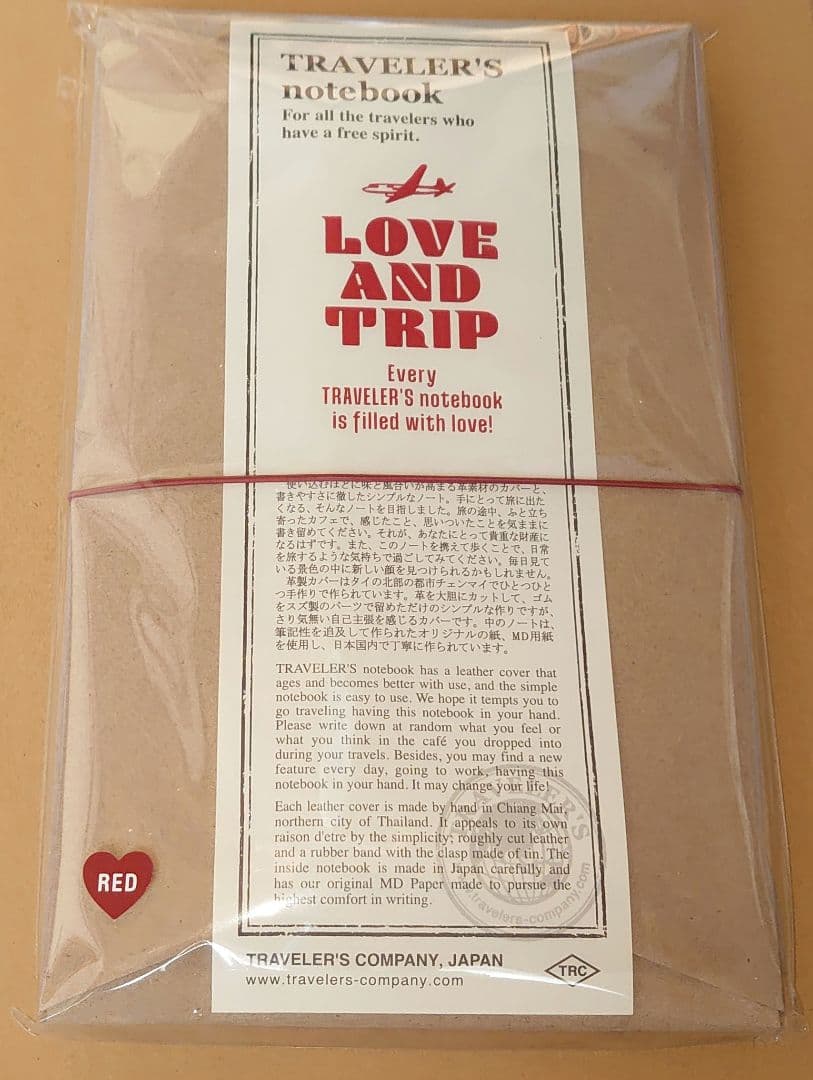 TRAVELER'S
notebook
For all the travelers who
have a free spirit.
LOVE
AND
TRIP
Every
TRAVELER'S notebook
is filled with love!
使い込むほどに味と風合いが高まる革素材のカバーと、
書きやすさに徹したシンプルなノート。手にとって旅に出た
くなる、そんなノートを目指しました。旅の途中、ふと立ち
寄ったカフェで、感じたこと、思いついたことを気ままに
書き留めてください。それが、あなたにとって貴重な財産に
なるはずです。また、このノートを携えて歩くことで、日常
を旅するような気持ちで過ごしてみてください。毎日見て
いる景色の中に新しい顔を見つけられるかもしれません。
革製カバーはタイの北部の都市チェンマイでひとつひと
つ手作りで作られています。革を大胆にカットして、ゴム
をスズ製のパーツで留めただけのシンプルな作りですが、
さり気無い自己主張を感じるカバーです。中のノートは、
筆記性を追及して作られたオリジナルの紙、MD用紙
を使用し、日本国内で丁寧に作られています。
TRAVELER'S notebook has a leather cover that
ages and becomes better with use, and the simple
notebook is easy to use. We hope it tempts you to
go traveling having this notebook in your hand.
Please write down at random what you feel or
what you think in the café you dropped into
during your travels. Besides, you may find a new
feature every day, going to work, having this
notebook in your hand. It may change your life!
Each leather cover is made by hand in Chiang Mai,
northern city of Thailand. It appeals to its own
raison d'etre by the simplicity; roughly cut leather
and a rubber band with the clasp made of tin. The
inside notebook is made in Japan carefully and
has our original MD Paper made to pursue the
highest comfort in writing.
TRAVELER'S
travelers-company.com
RED
TRAVELER'S COMPANY, JAPAN
www.travelers-company.com
TRC